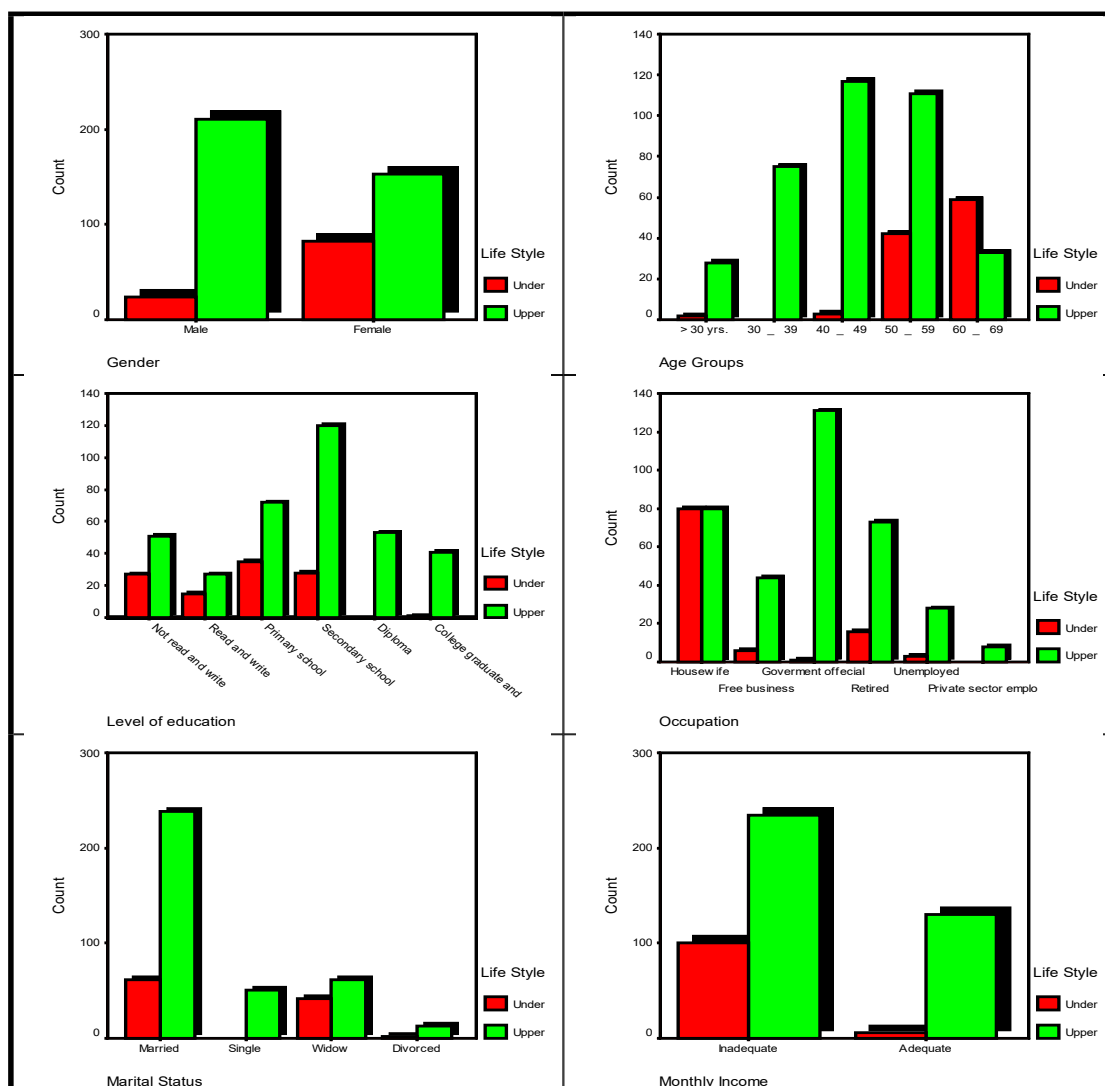 300
200
100
0
Count
Male Female
Life Style
Under
Upper
Gender
140
120
100
80
60
40
20
0
Count
> 30 yrs. 30 _ 39 40 _ 49 50 _ 59 60 _ 69
Life Style
Under
Upper
Age Groups
140
120
100
80
60
40
20
0
Count
Not read and write
Read and write
Primary school
Secondary school
Diploma
College graduate and
Life Style
Under
Upper
Level of education
140
120
100
80
60
40
20
0
Count
Housewife Goverment offecial Unemployed
Free business Retired Private sector emplo
Life Style
Under
Upper
Occupation
300
200
100
0
Count
Married Single Widow Divorced
Life Style
Under
Upper
Marital Status
300
200
100
0
Count
Inadequate Adequate
Life Style
Under
Upper
Monthly Income